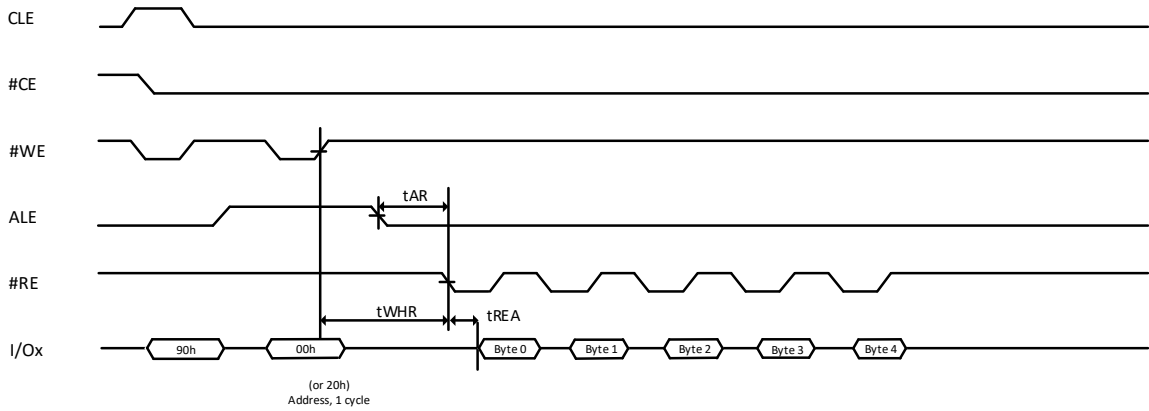 CLE
#CE
#WE
ALE
tAR
#RE
tWHR
tREA
I/Ox
90h
00h
Byte 0
Byte 1
Byte 2
Byte 3
Byte 4
(or 20h)
Address, 1 cycle